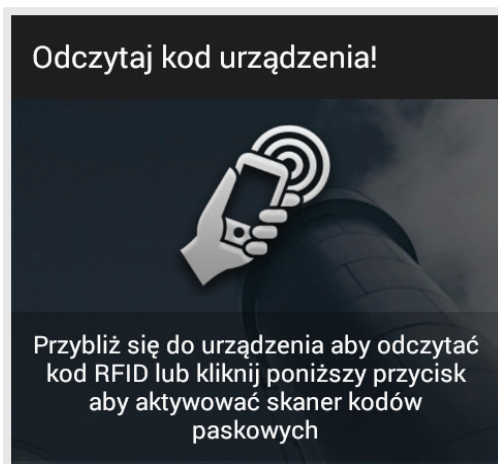 Odczytaj kod urządzenia!
Przybliż się do urządzenia aby odczytać
kod RFID lub kliknij poniższy przycisk
aby aktywować skaner kodów
paskowych